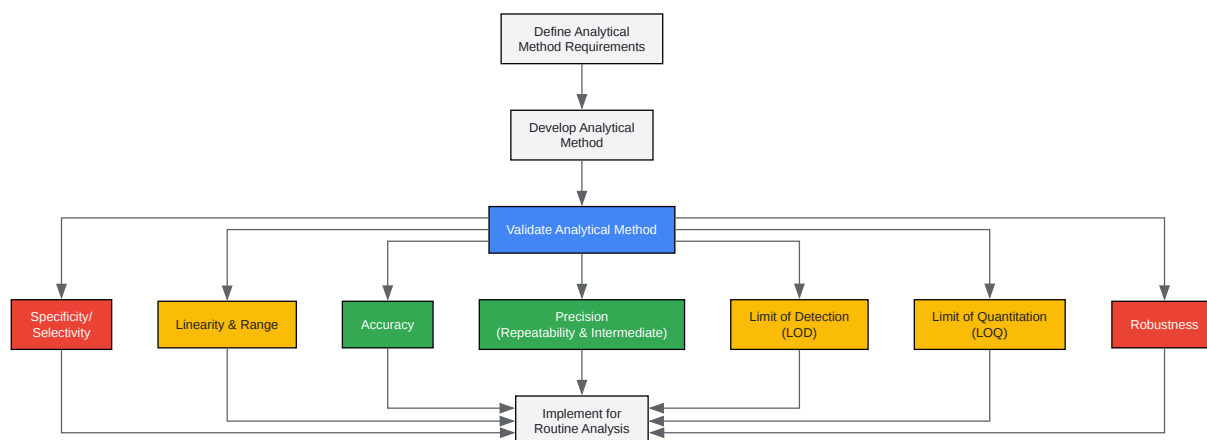 Define Analytical
Method Requirements
Develop Analytical
Method
Validate Analytical Method
Specificity/
Selectivity
Linearity & Range
Accuracy
Precision
(Repeatability & Intermediate)
Limit of Detection
(LOD)
Limit of Quantitation
(LOQ)
Robustness
Implement for
Routine Analysis